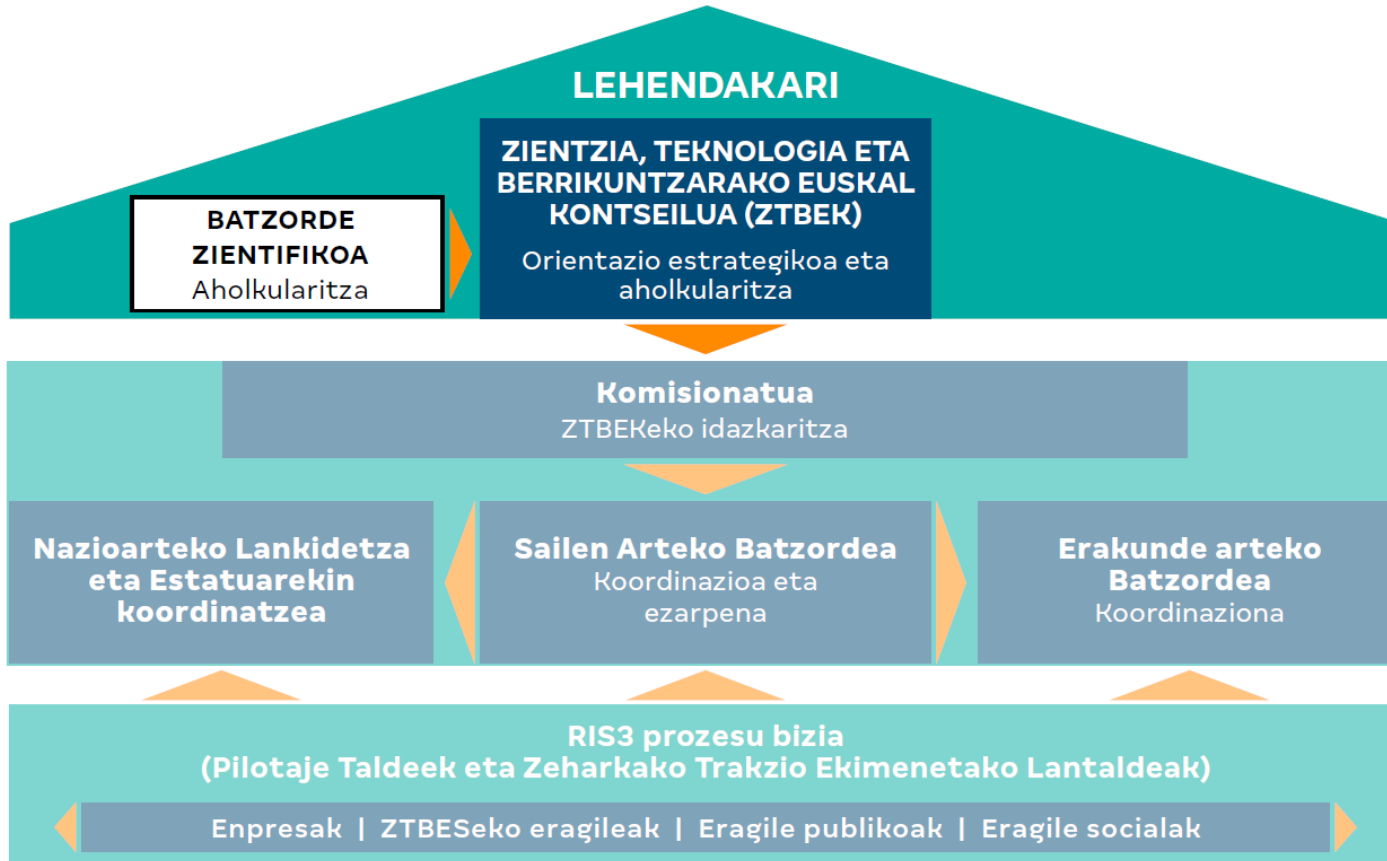 LEHENDAKARI
ZIENTZIA, TEKNOLOGIA ETA
BERRIKUNTZARAKO EUSKAL
KONTSEILUA (ZTBEK)
Orientazio estrategikoa eta
aholkularitza
BATZORDE
ZIENTIFIKOA
Aholkularitza
Komisionatua
ZTBEKeko idazkaritza
Nazioarteko Lankidetza
eta Estatuarekin
koordinatzea
Sailen Arteko Batzordea
Koordinazioa eta
ezarpena
Erakunde arteko
Batzordea
Koordinaziona
RIS3 prozesu bizia
(Pilotaje Taldeek eta Zeharkako Trakzio Ekimenetako Lantaldeak)
Enpresak | ZTBESeko eragileak | Eragile publikoak | Eragile socialak